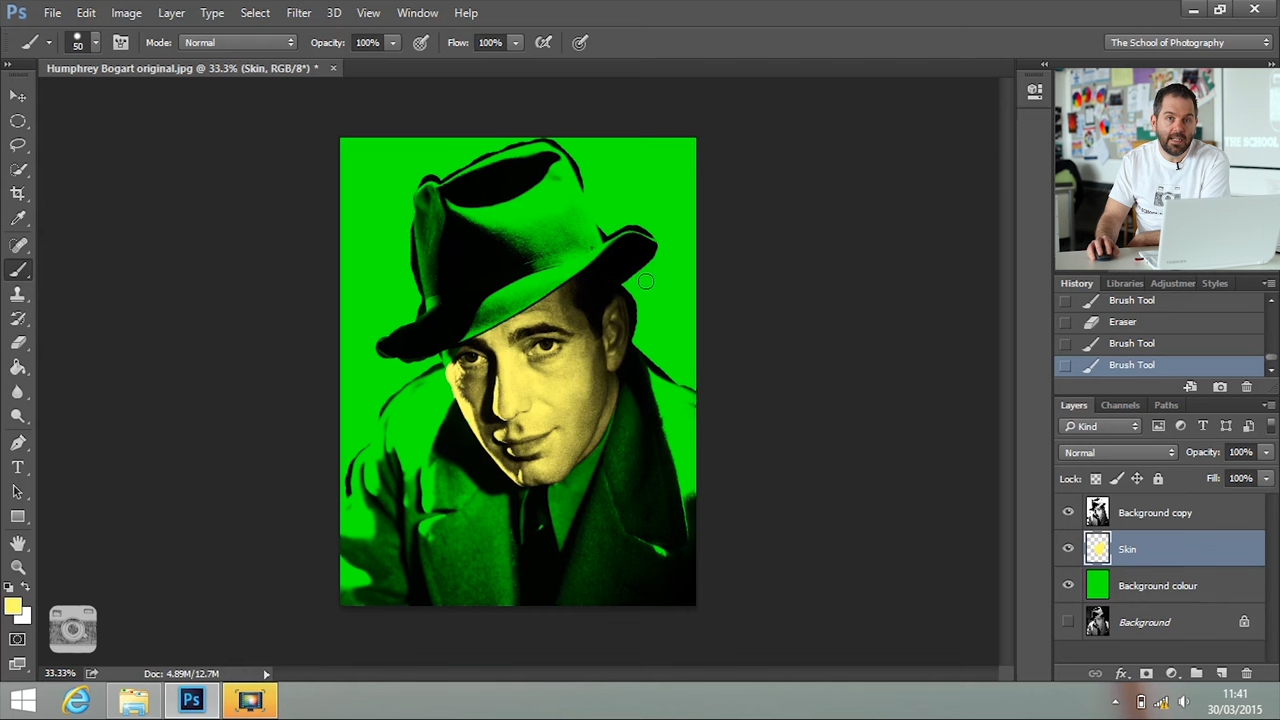 Ps File Edit Image Layer Type Select Filter 3D View Window Help
50 Mode: Normal Opacity: 100% Flow: 100% The School of Photography
Humphrey Bogart original.jpg @ 33.3% (Skin, RGB/8*) * ×
THE SCHOOL
History Libraries Adjustmer Styles
Brush Tool
Eraser
Brush Tool
Brush Tool
Layers Channels Paths
Kind
Normal Opacity: 100%
Lock: Fill: 100%
Background copy
Skin
Background colour
Background
33.33% Doc: 4.89M/12.7M
Ps
11:41
30/03/2015